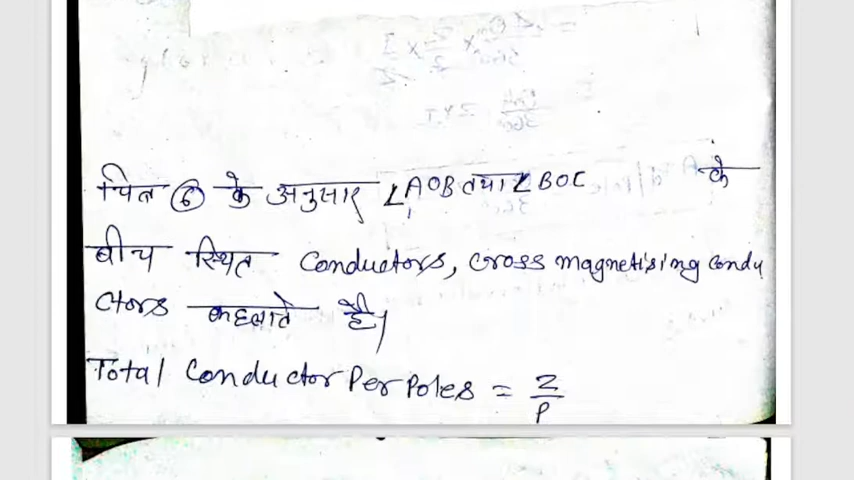 चित्र ⑥ के अनुसार ∠AOB तथा ∠BOC के
बीच स्थित Conductors, cross magnetising condu
ctors कहलाते है।
Total Conductor Per Poles = Z/P